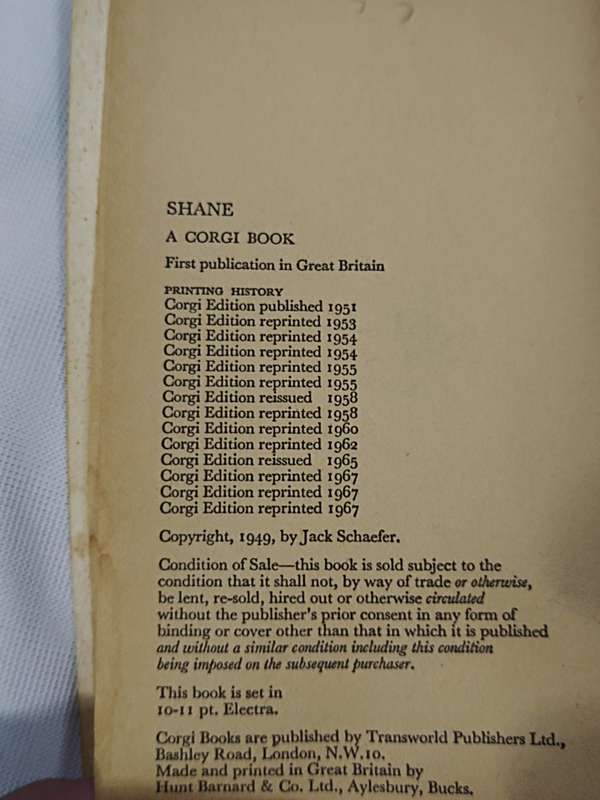 SHANE
A CORGI BOOK
First publication in Great Britain
PRINTING HISTORY
Corgi Edition published 1951
Corgi Edition reprinted 1953
Corgi Edition reprinted 1954
Corgi Edition reprinted 1954
Corgi Edition reprinted 1955
Corgi Edition reprinted 1955
Corgi Edition reissued 1958
Corgi Edition reprinted 1958
Corgi Edition reprinted 1960
Corgi Edition reprinted 1962
Corgi Edition reissued 1965
Corgi Edition reprinted 1967
Corgi Edition reprinted 1967
Corgi Edition reprinted 1967
Copyright, 1949, by Jack Schaefer.
Condition of Sale—this book is sold subject to the
condition that it shall not, by way of trade or otherwise,
be lent, re-sold, hired out or otherwise circulated
without the publisher's prior consent in any form of
binding or cover other than that in which it is published
and without a similar condition including this condition
being imposed on the subsequent purchaser.
This book is set in
10-11 pt. Electra.
Corgi Books are published by Transworld Publishers Ltd.,
Bashley Road, London, N.W.10.
Made and printed in Great Britain by
Hunt Barnard & Co. Ltd., Aylesbury, Bucks.